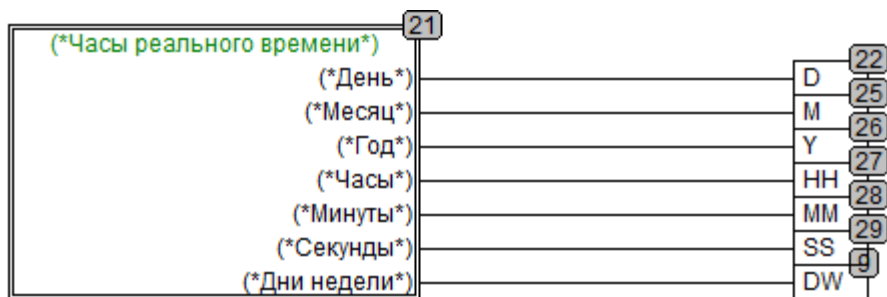 21
(*Часы реального времени*)
22
(*День*) D
25
(*Месяц*) M
26
(*Год*) Y
27
(*Часы*) HH
28
(*Минуты*) MM
29
(*Секунды*) SS
9
(*Дни недели*) DW